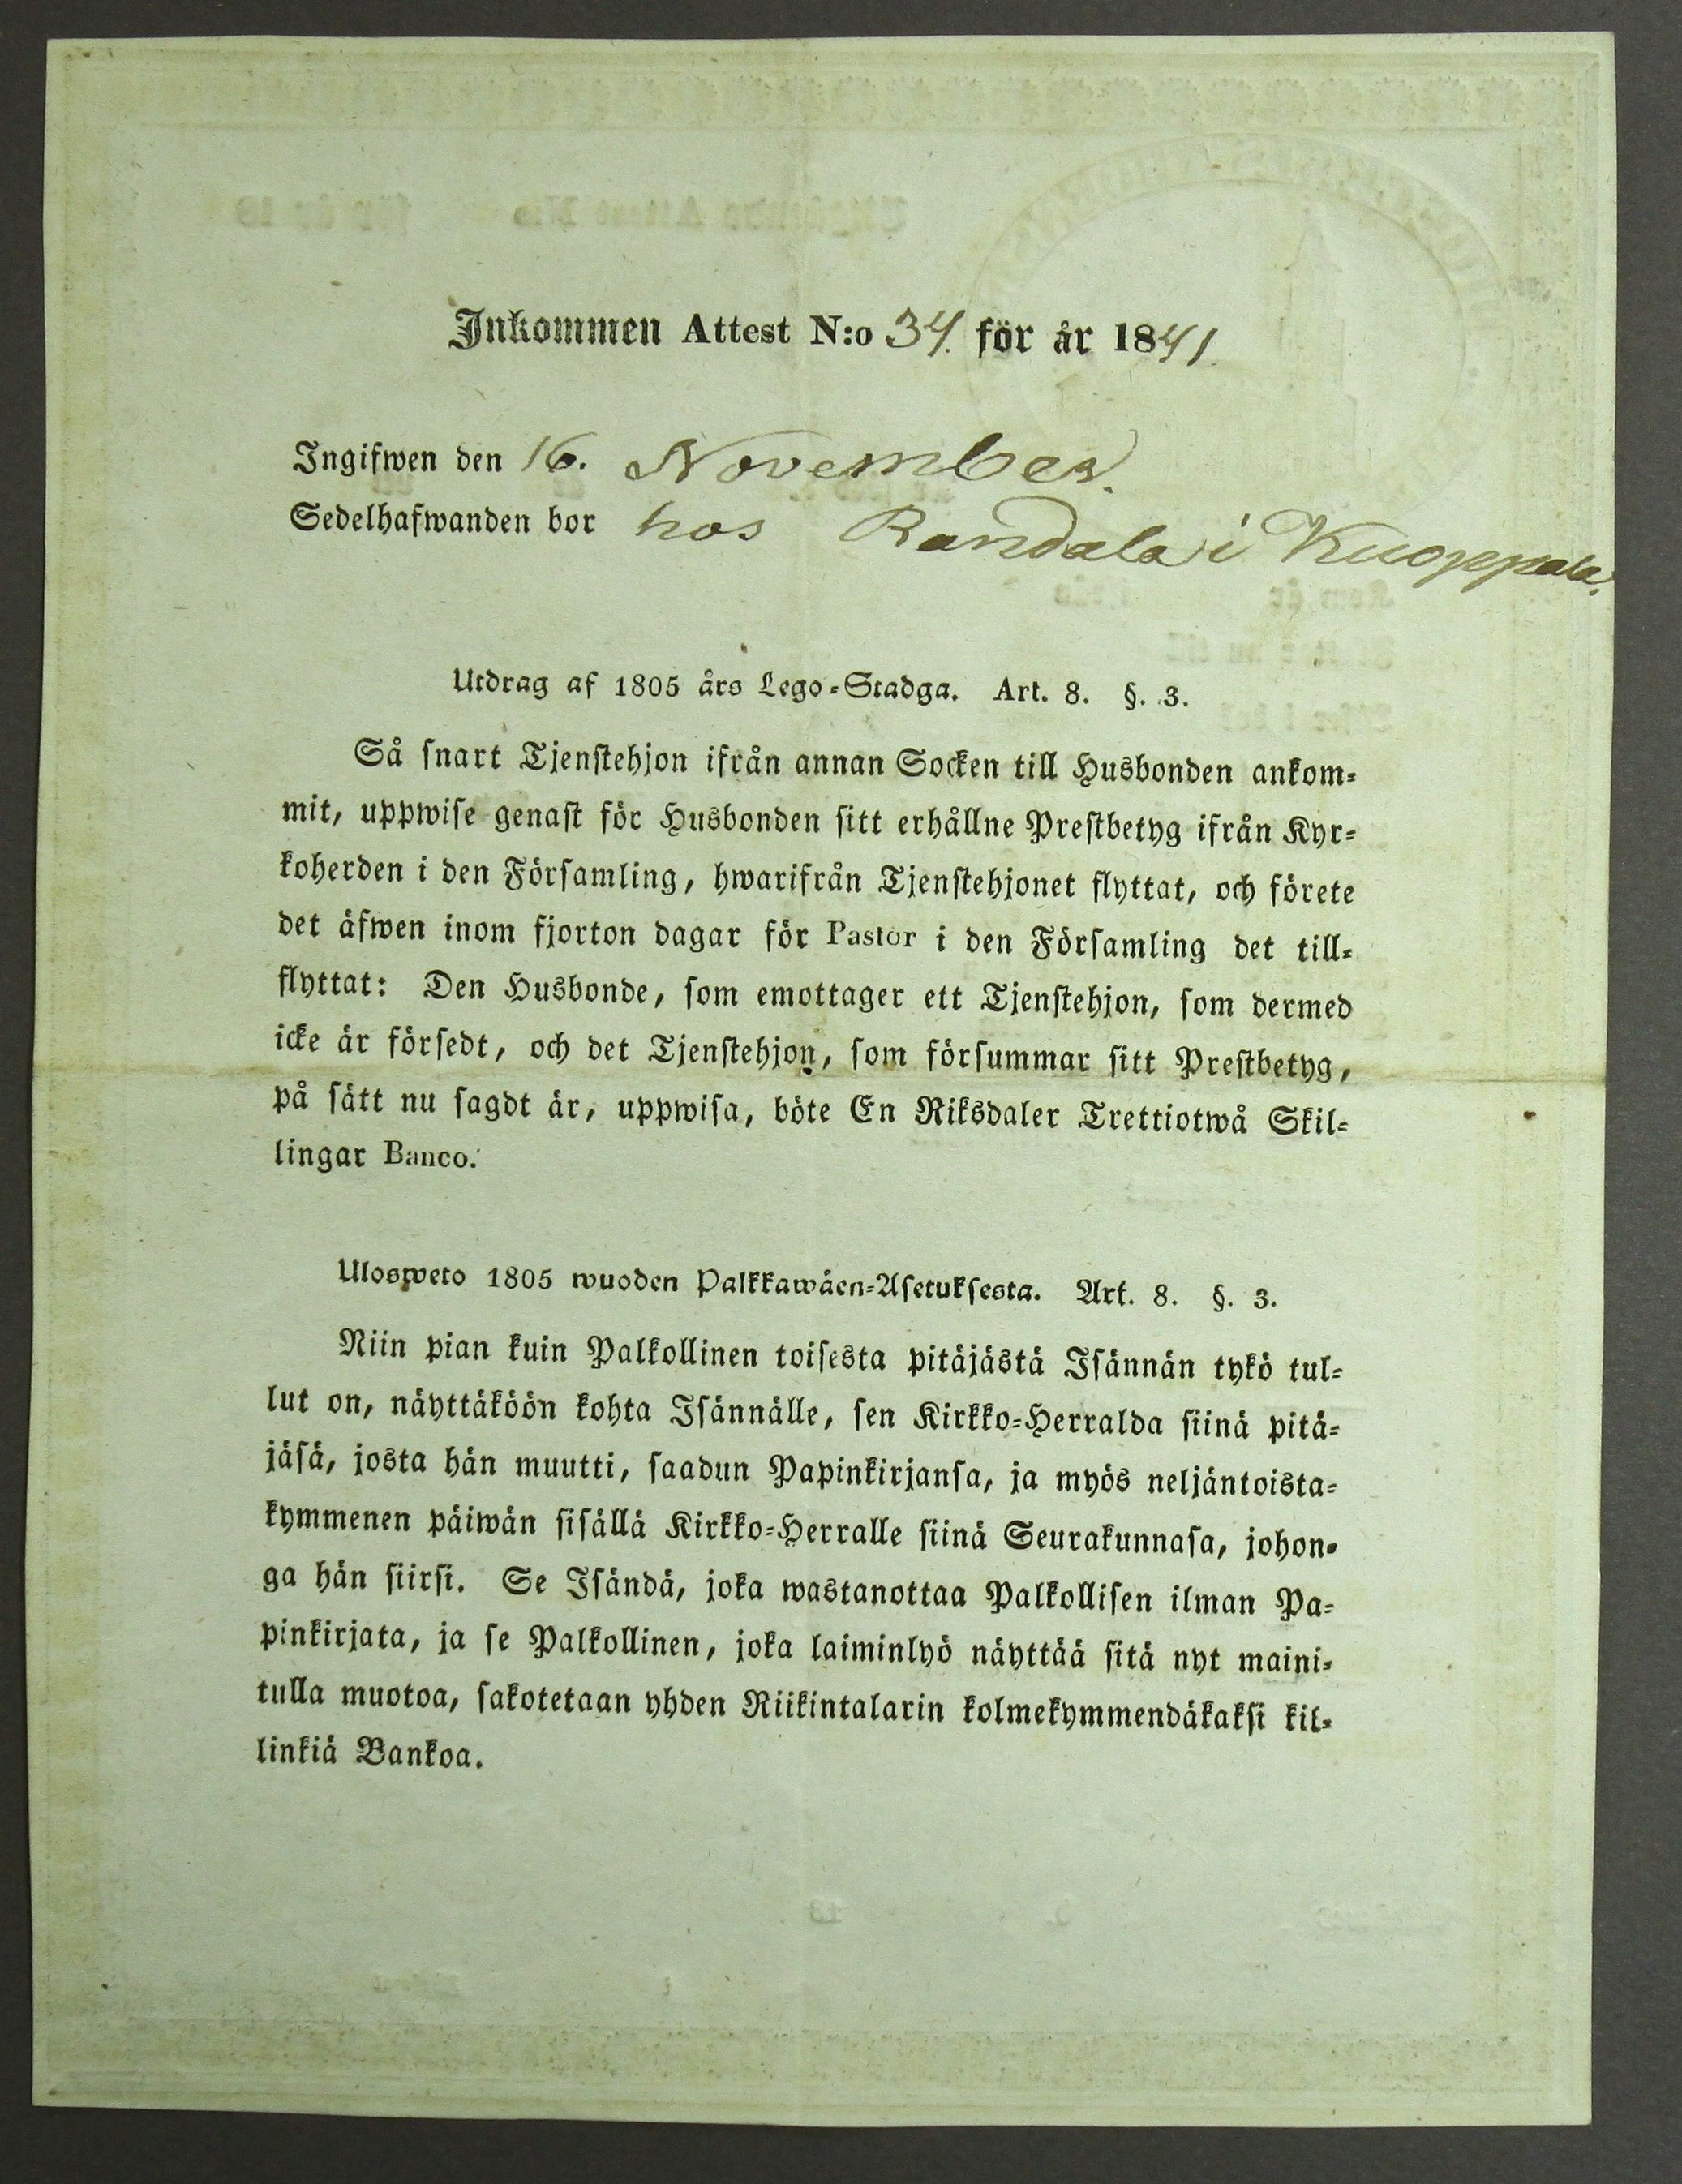 Inkommen Attest N:o 34. för år 1841.
Ingifwen den 16. November.
Sedelhafwanden bor hos Randala i Kuoppala.
Utdrag af 1805 års Lego-Stadga. Art. 8. §. 3.
Så snart Tjenstehjon ifrån annan Socken till Husbonden ankom-
mit, uppwise genast för Husbonden sitt erhållne Prestbetyg ifrån Kyr-
koherden i den Församling, hwarifrån Tjenstehjonet flyttat, och förete
det äfwen inom fjorton dagar för Pastor i den Församling det till-
flyttat: Den Husbonde, som emottager ett Tjenstehjon, som dermed
icke är försedt, och det Tjenstehjon, som försummar sitt Prestbetyg,
på sätt nu sagdt är, uppwisa, böte En Riksdaler Trettiotwå Skil-
lingar Banco.
Ulosweto 1805 wuoden Palkkawäen-Asetuksesta. Art. 8. §. 3.
Niin pian kuin Palkollinen toisesta pitäjästä Isännän tykö tul-
lut on, näyttäköön kohta Isännälle, sen Kirkko-Herralda siinä pitä-
jäsä, josta hän muutti, saadun Papinkirjansa, ja myös neljäntoista-
kymmenen päiwän sisällä Kirkko-Herralle siinä Seurakunnasa, johon-
ga hän siirsi. Se Isändä, joka wastanottaa Palkollisen ilman Pa-
pinkirjata, ja se Palkollinen, joka laiminlyö näyttää sitä nyt maini-
tulla muotoa, sakotetaan yhden Riikintalarin kolmekymmendäkaksi kil-
linkiä Bankoa.